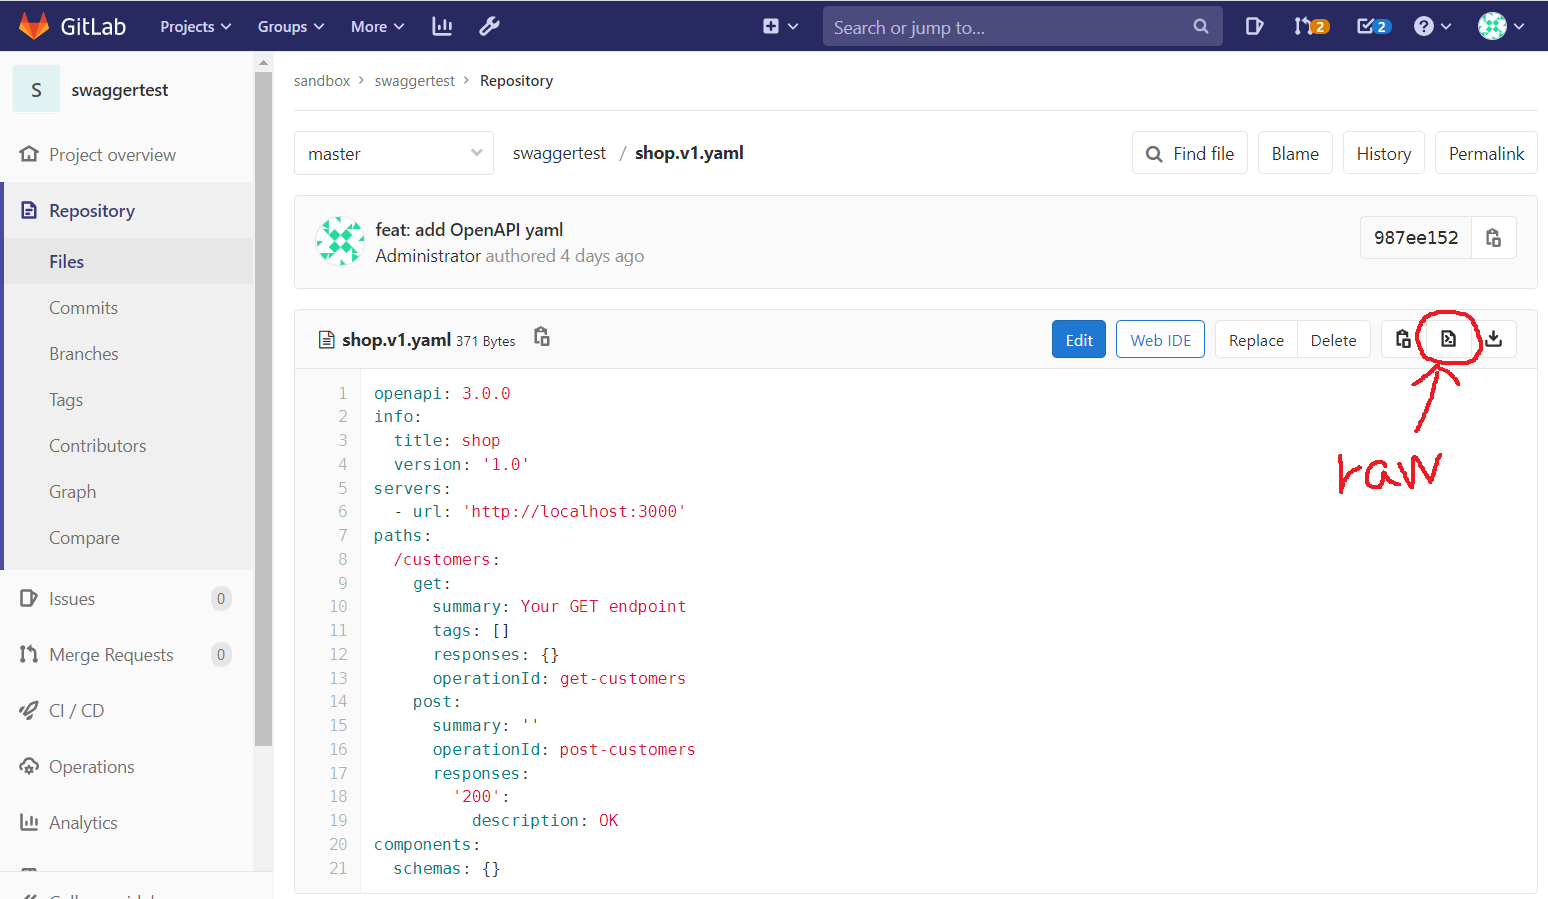 GitLab Projects Groups More Search or jump to... 2 2
S swaggertest
sandbox > swaggertest > Repository
master swaggertest / shop.v1.yaml Find file Blame History Permalink
Project overview
Repository
Files
Commits
Branches
Tags
Contributors
Graph
Compare
Issues 0
Merge Requests 0
CI / CD
Operations
Analytics
feat: add OpenAPI yaml
Administrator authored 4 days ago
987ee152
shop.v1.yaml 371 Bytes Edit Web IDE Replace Delete
raw
1 openapi: 3.0.0
2 info:
3   title: shop
4   version: '1.0'
5 servers:
6   - url: 'http://localhost:3000'
7 paths:
8   /customers:
9     get:
10       summary: Your GET endpoint
11       tags: []
12       responses: {}
13       operationId: get-customers
14     post:
15       summary: ''
16       operationId: post-customers
17       responses:
18         '200':
19           description: OK
20 components:
21   schemas: {}